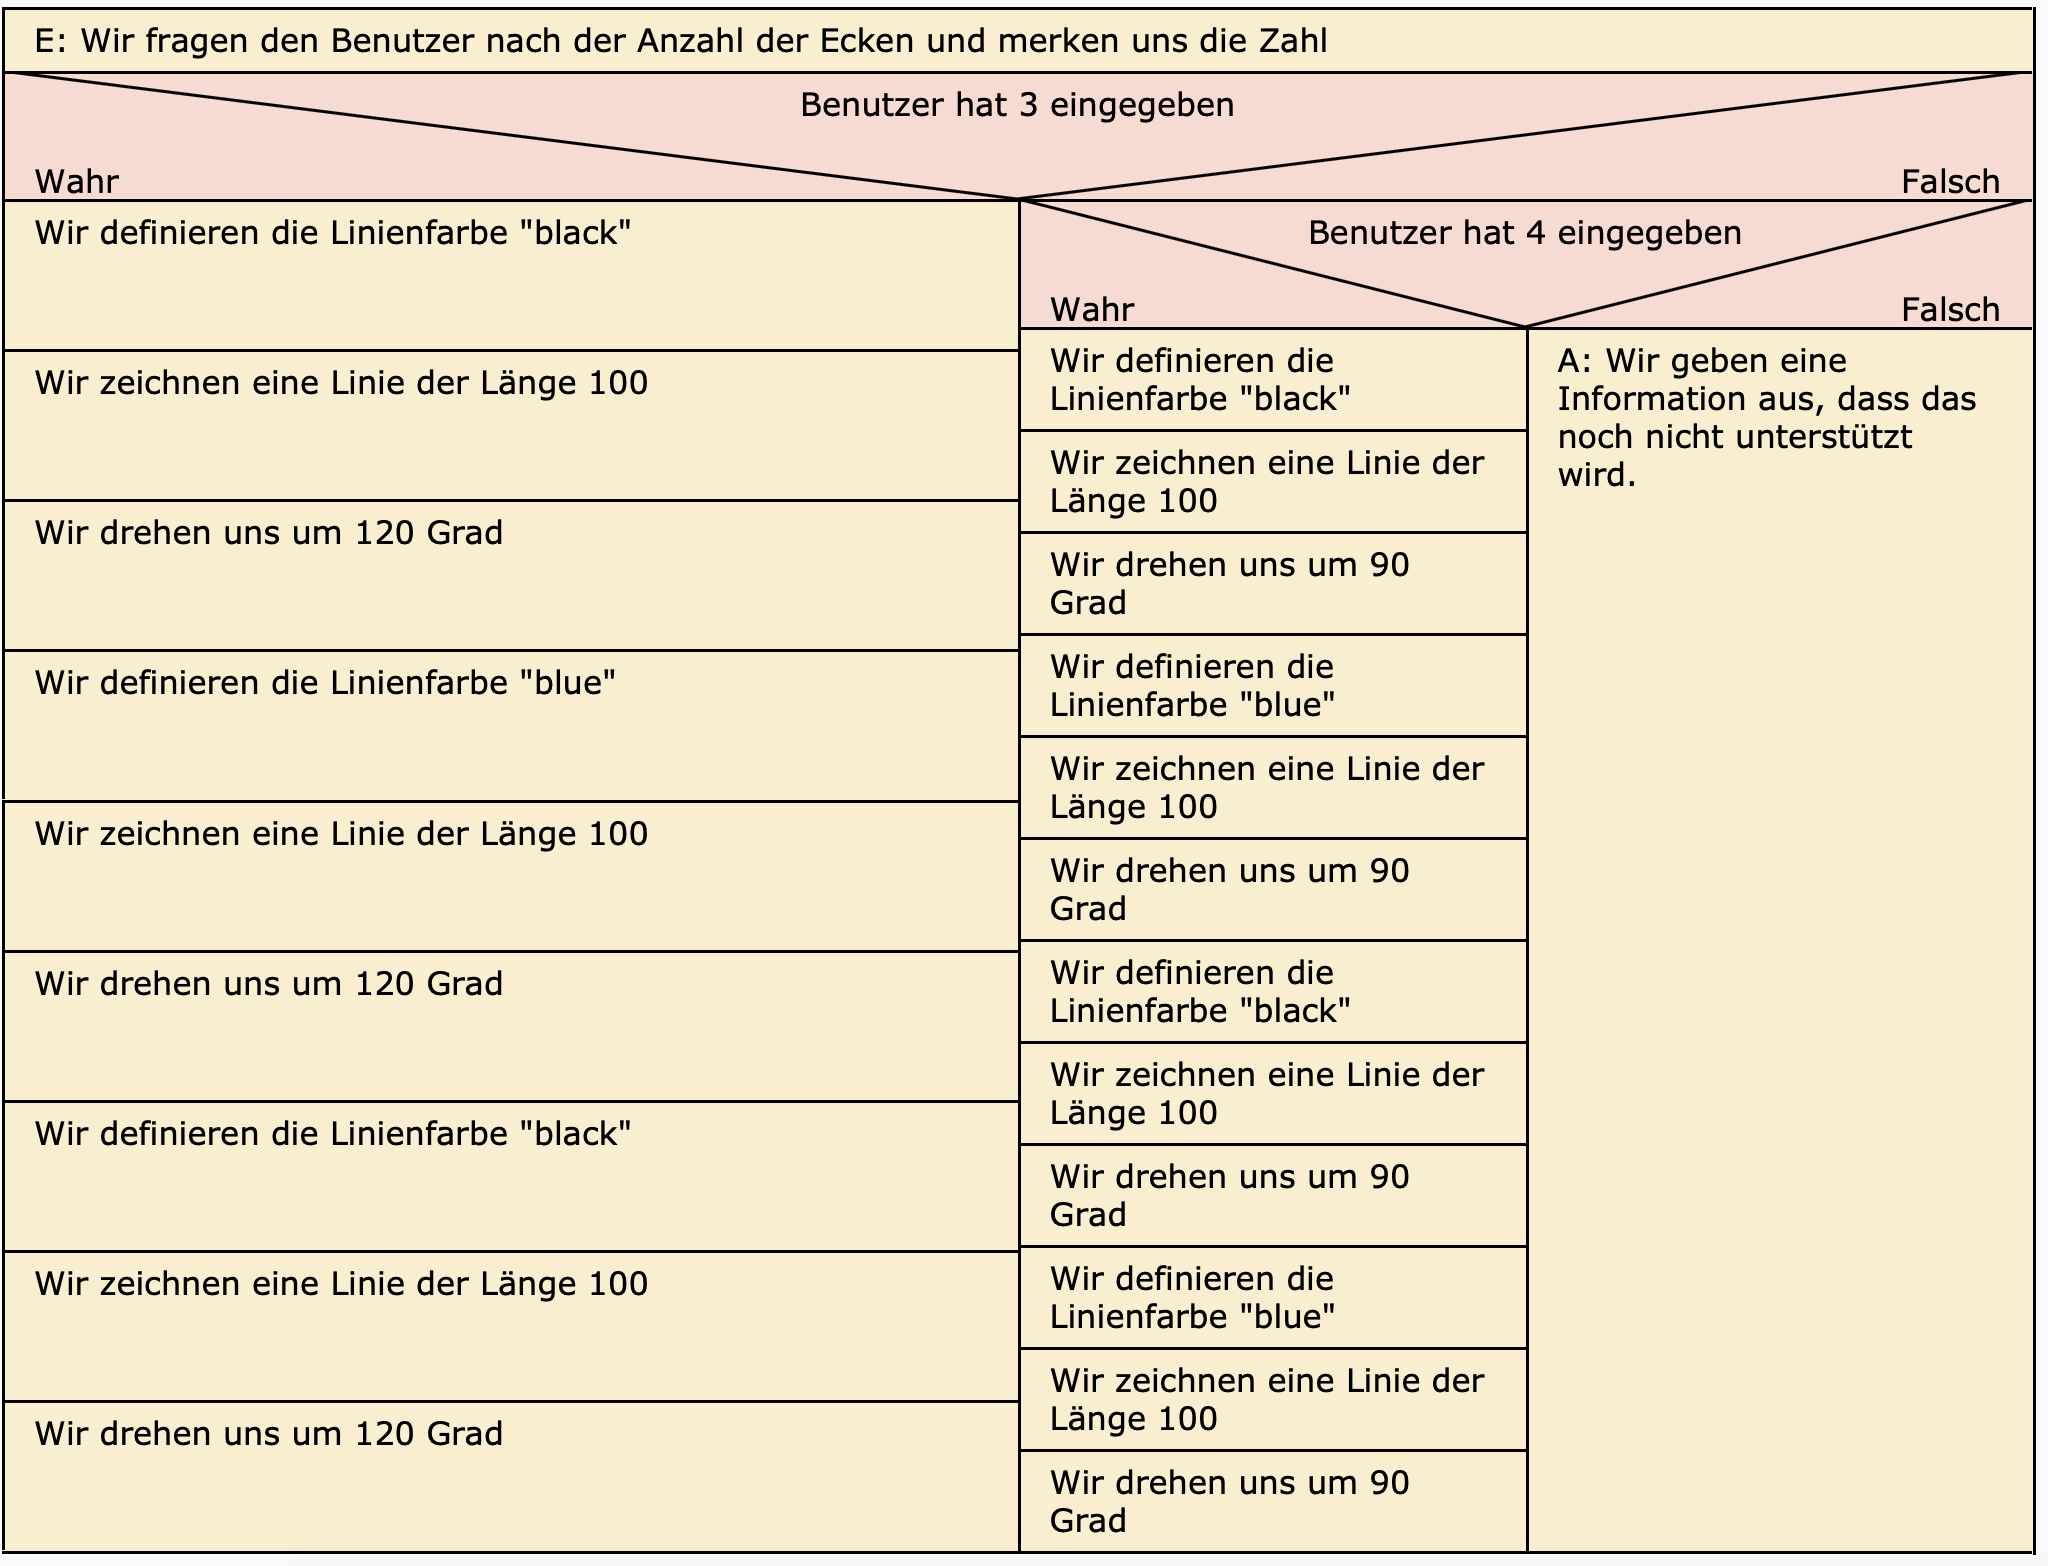 E: Wir fragen den Benutzer nach der Anzahl der Ecken und merken uns die Zahl
Benutzer hat 3 eingegeben
Wahr
Falsch
Wir definieren die Linienfarbe "black"
Wir zeichnen eine Linie der Länge 100
Wir drehen uns um 120 Grad
Wir definieren die Linienfarbe "blue"
Wir zeichnen eine Linie der Länge 100
Wir drehen uns um 120 Grad
Wir definieren die Linienfarbe "black"
Wir zeichnen eine Linie der Länge 100
Wir drehen uns um 120 Grad
Benutzer hat 4 eingegeben
Wahr
Falsch
Wir definieren die
Linienfarbe "black"
Wir zeichnen eine Linie der
Länge 100
Wir drehen uns um 90
Grad
Wir definieren die
Linienfarbe "blue"
Wir zeichnen eine Linie der
Länge 100
Wir drehen uns um 90
Grad
Wir definieren die
Linienfarbe "black"
Wir zeichnen eine Linie der
Länge 100
Wir drehen uns um 90
Grad
Wir definieren die
Linienfarbe "blue"
Wir zeichnen eine Linie der
Länge 100
Wir drehen uns um 90
Grad
A: Wir geben eine
Information aus, dass das
noch nicht unterstützt
wird.